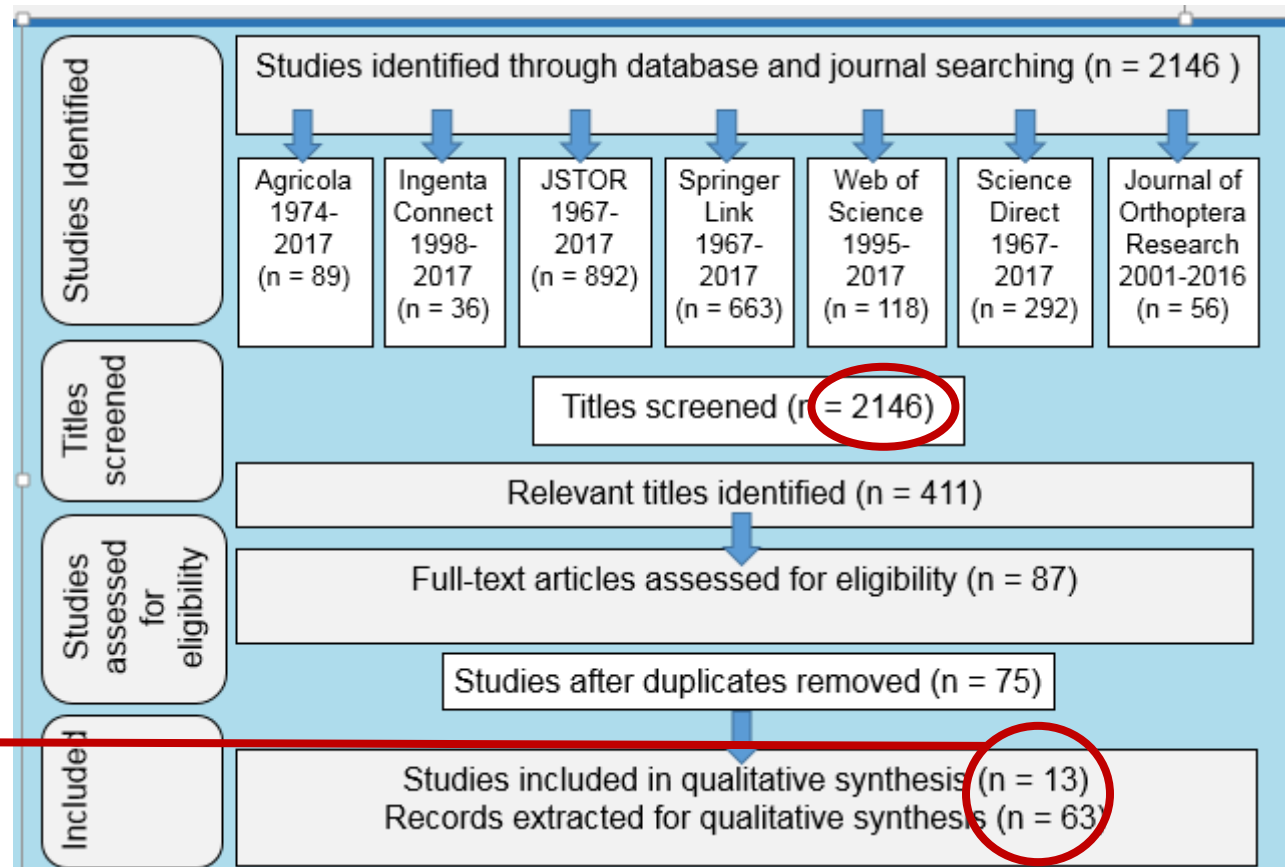 Studies Identified
Studies identified through database and journal searching (n = 2146 )
Agricola
1974-
2017
(n = 89)
Ingenta
Connect
1998-
2017
(n = 36)
JSTOR
1967-
2017
(n = 892)
Springer
Link
1967-
2017
(n = 663)
Web of
Science
1995-
2017
(n = 118)
Science
Direct
1967-
2017
(n = 292)
Journal of
Orthoptera
Research
2001-2016
(n = 56)
Titles
screened
Titles screened (n = 2146)
Relevant titles identified (n = 411)
Studies
assessed
for
eligibility
Full-text articles assessed for eligibility (n = 87)
Studies after duplicates removed (n = 75)
Included
Studies included in qualitative synthesis (n = 13)
Records extracted for qualitative synthesis (n = 63)